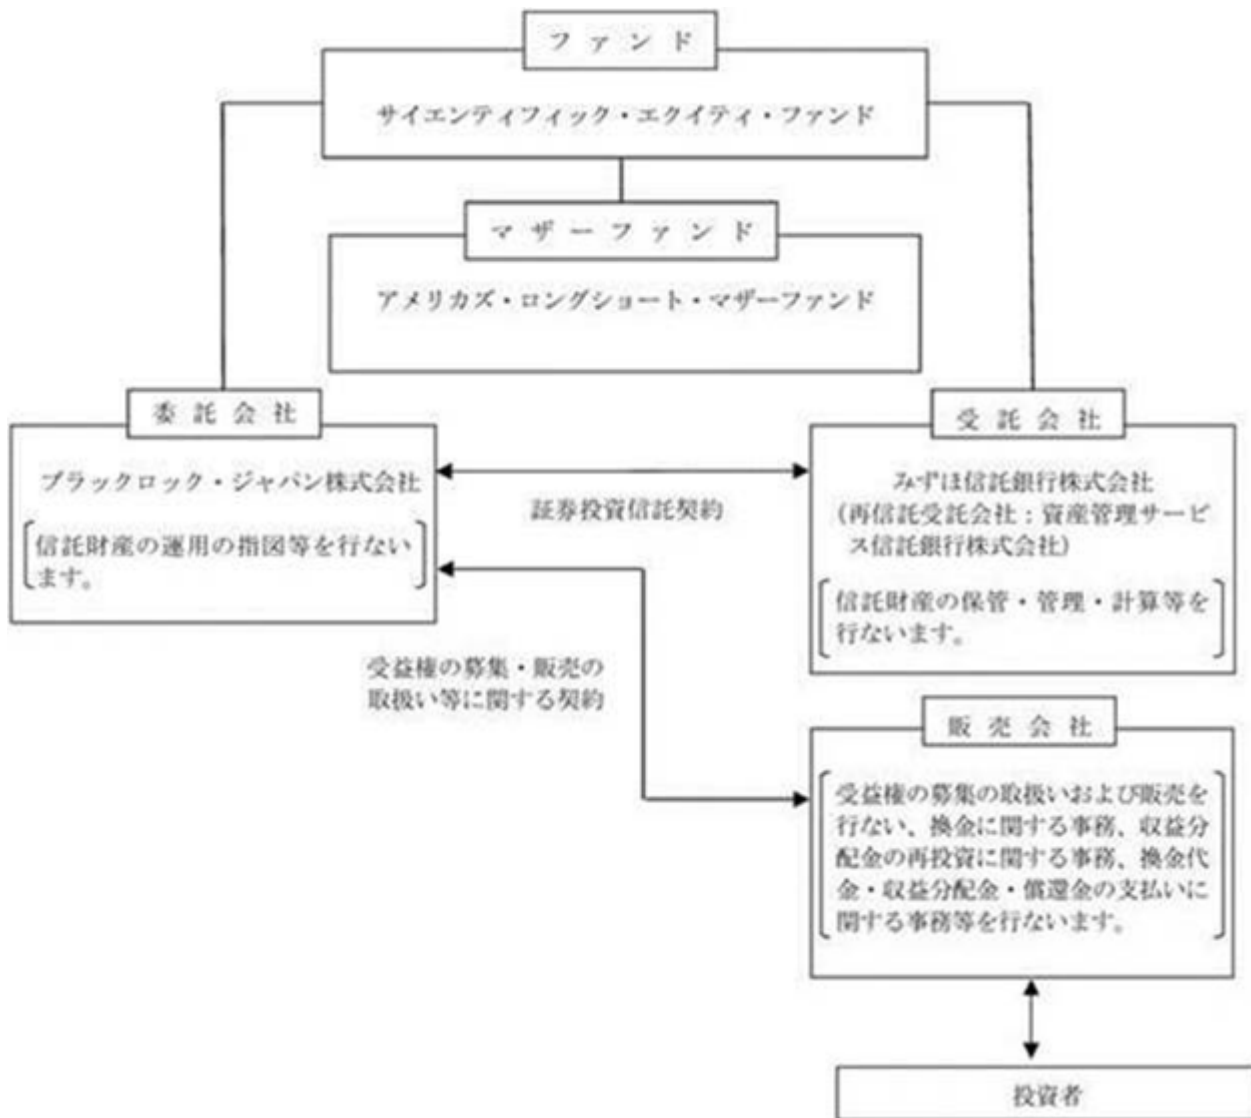 ファンド
サイエンティフィック・エクイティ・ファンド
マザーファンド
アメリカズ・ロングショート・マザーファンド
委託会社
ブラックロック・ジャパン株式会社
信託財産の運用の指図等を行ない
ます。
証券投資信託契約
受託会社
みずほ信託銀行株式会社
(再信託受託会社：資産管理サービ
ス信託銀行株式会社)
信託財産の保管・管理・計算等を
行ないます。
受益権の募集・販売の
取扱い等に関する契約
販売会社
受益権の募集の取扱いおよび販売を
行ない、換金に関する事務、収益分
配金の再投資に関する事務、換金代
金・収益分配金・償還金の支払いに
関する事務等を行ないます。
投資者